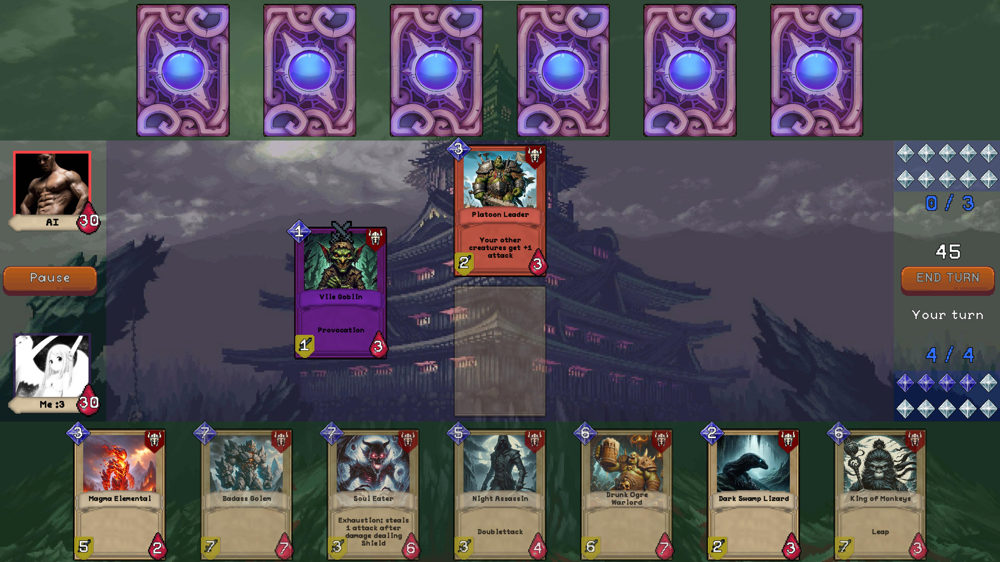 3
Platoon Leader
Your other
creatures get +1
attack
2
3
AI
30
0 / 3
45
Pause
END TURN
1
Vile Goblin
Provocation
1
3
Your turn
4 / 4
Me :3
30
3
Magma Elemental
5
2
7
Badass Golem
7
7
7
Soul Eater
Exhaustion: steals
1 attack after
damage dealing
Shield
3
6
5
Night Assassin
Doublettack
3
4
6
Drunk Ogre
Warlord
6
7
2
Dark Swamp Lizard
2
3
6
King of Monkeys
Leap
7
3